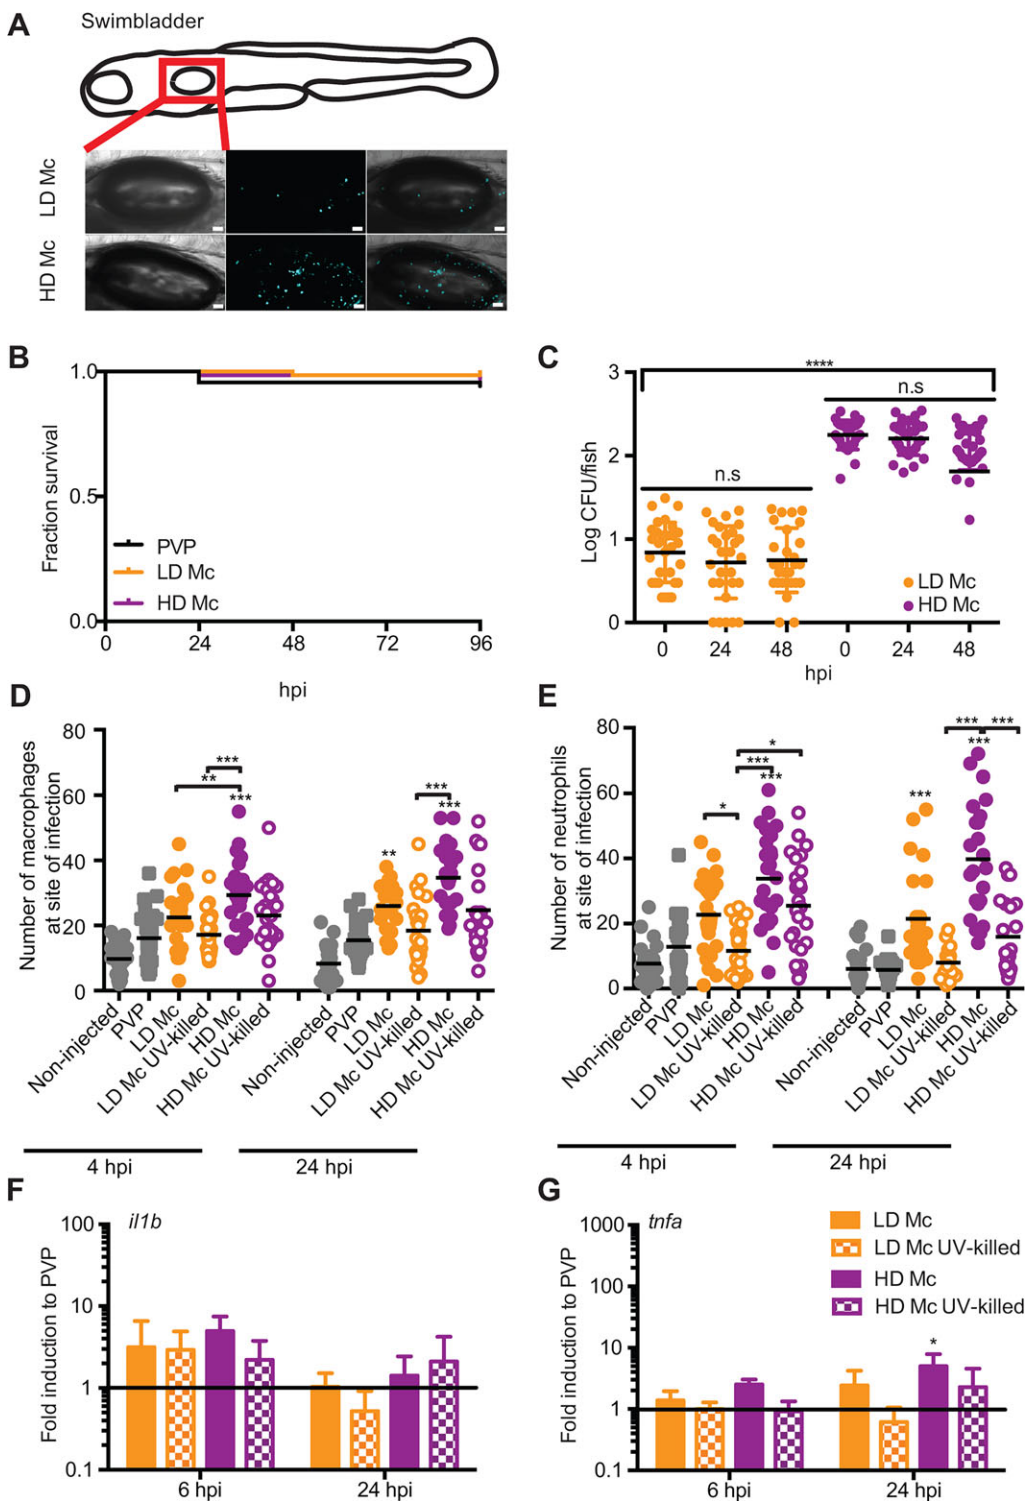 A
Swimbladder
LD Mc
HD Mc
B
Fraction survival
1.0
0.5
0.0
PVP
LD Mc
HD Mc
0
24
48
72
96
hpi
C
Log CFU/fish
3
2
1
0
****
n.s
n.s
LD Mc
HD Mc
0
24
48
0
24
48
hpi
D
Number of macrophages
at site of infection
80
60
40
20
0
***
**
***
***
***
**
Non-injected
PVP
LD Mc
LD Mc UV-killed
HD Mc
HD Mc UV-killed
Non-injected
PVP
LD Mc
LD Mc UV-killed
HD Mc
HD Mc UV-killed
4 hpi
24 hpi
E
Number of neutrophils
at site of infection
80
60
40
20
0
*
***
***
*
***
***
***
***
Non-injected
PVP
LD Mc
LD Mc UV-killed
HD Mc
HD Mc UV-killed
Non-injected
PVP
LD Mc
LD Mc UV-killed
HD Mc
HD Mc UV-killed
4 hpi
24 hpi
F
il1b
Fold induction to PVP
100
10
1
0.1
6 hpi
24 hpi
G
tnfa
Fold induction to PVP
1000
100
10
1
0.1
LD Mc
LD Mc UV-killed
HD Mc
HD Mc UV-killed
*
6 hpi
24 hpi